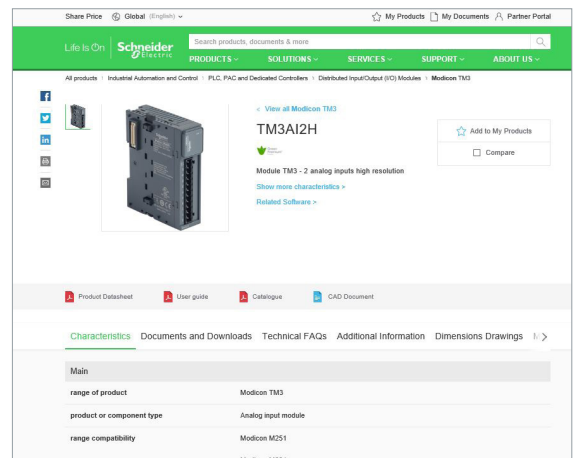 Share Price Global (English) My Products My Documents Partner Portal
Life Is On Schneider Electric
Search products, documents & more
PRODUCTS SOLUTIONS SERVICES SUPPORT ABOUT US
All products Industrial Automation and Control PLC, PAC and Dedicated Controllers Distributed Input/Output (I/O) Modules Modicon TM3
< View all Modicon TM3
TM3AI2H
Add to My Products
Compare
Green Premium
Module TM3 - 2 analog inputs high resolution
Show more characteristics >
Related Software >
Product Datasheet User guide Catalogue CAD Document
Characteristics Documents and Downloads Technical FAQs Additional Information Dimensions Drawings
Main
range of product Modicon TM3
product or component type Analog input module
range compatibility Modicon M251